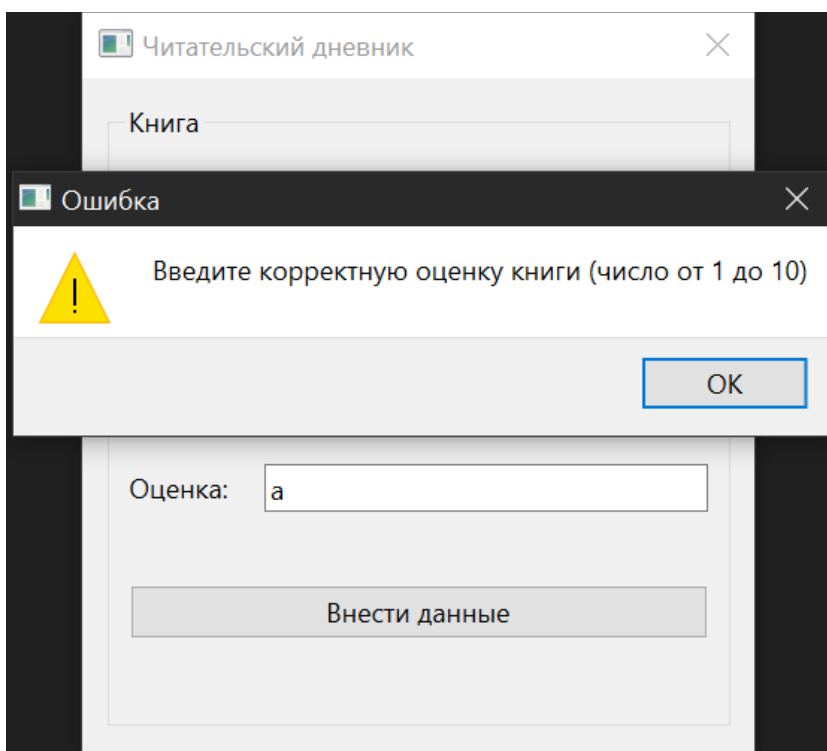 Читательский дневник
Книга
Ошибка
Введите корректную оценку книги (число от 1 до 10)
OK
Оценка: a
Внести данные